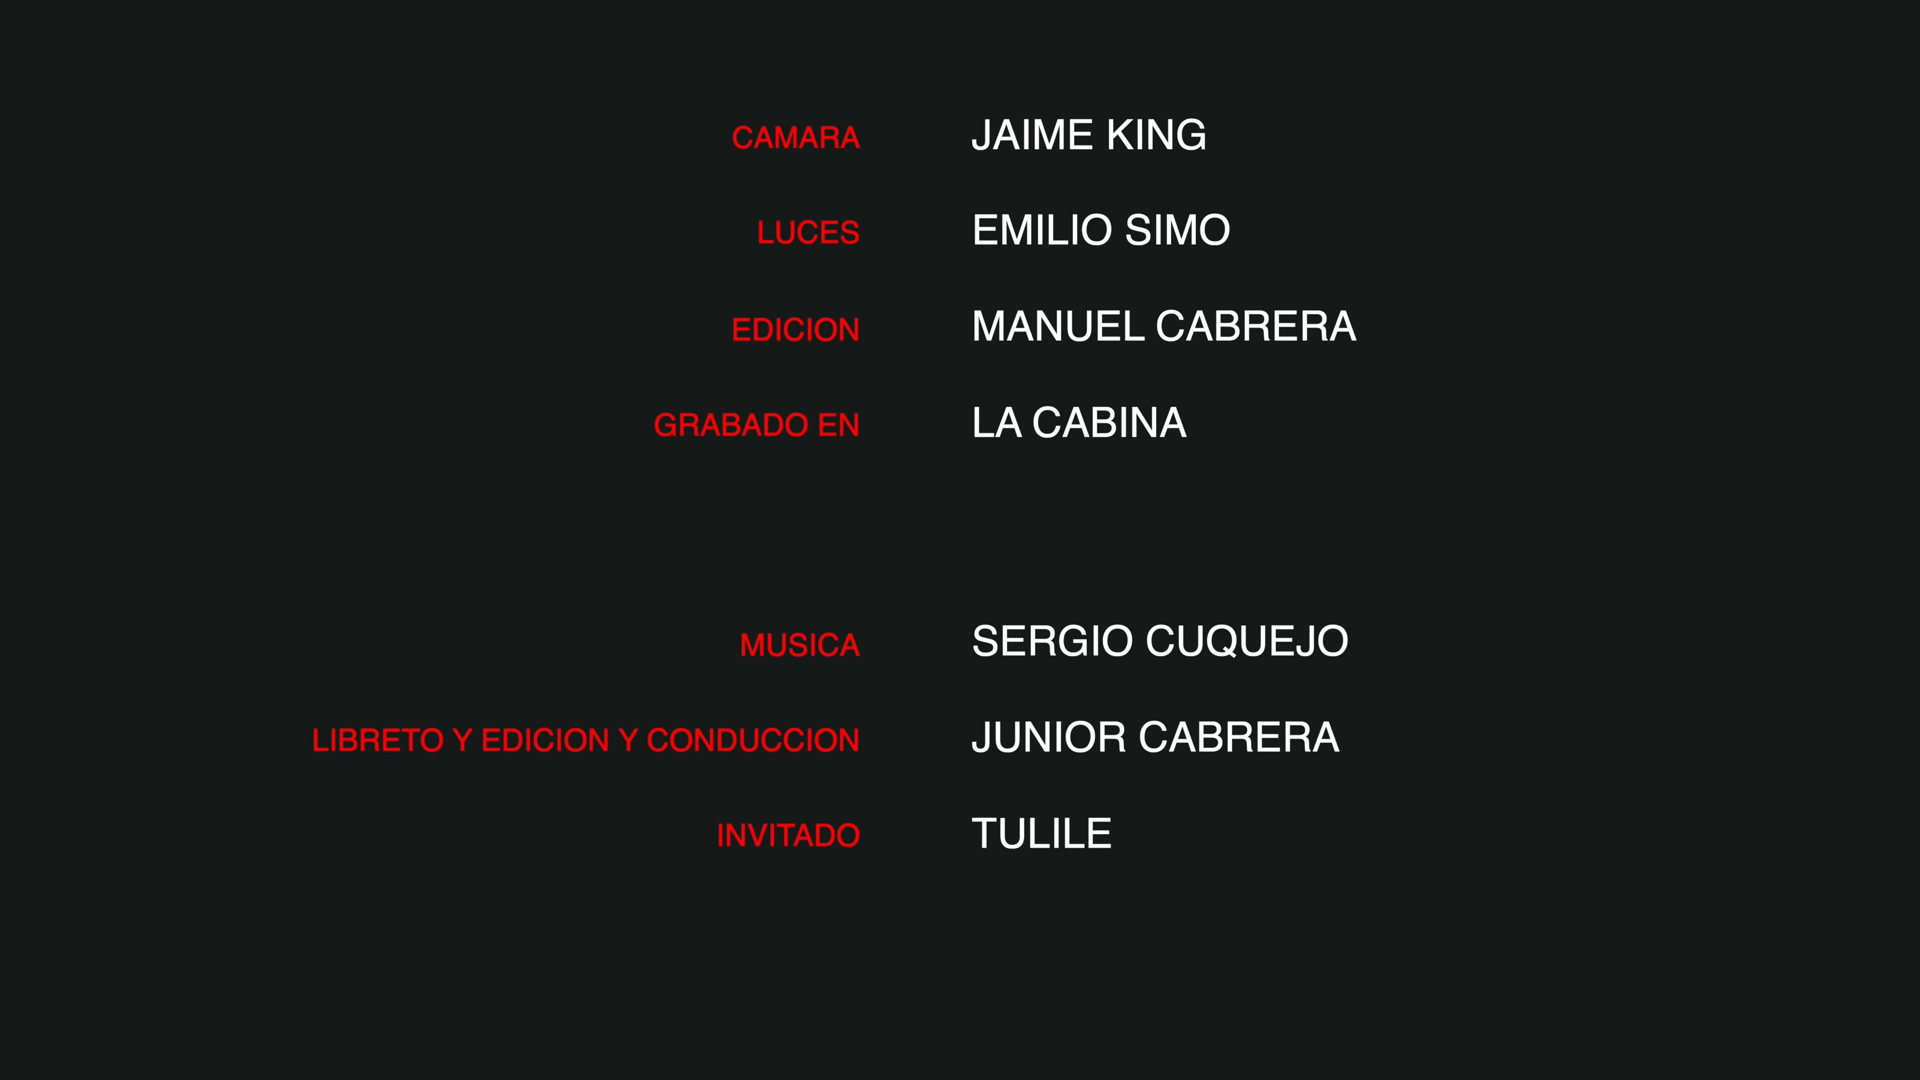 CAMARA JAIME KING
LUCES EMILIO SIMO
EDICION MANUEL CABRERA
GRABADO EN LA CABINA
MUSICA SERGIO CUQUEJO
LIBRETO Y EDICION Y CONDUCCION JUNIOR CABRERA
INVITADO TULILE